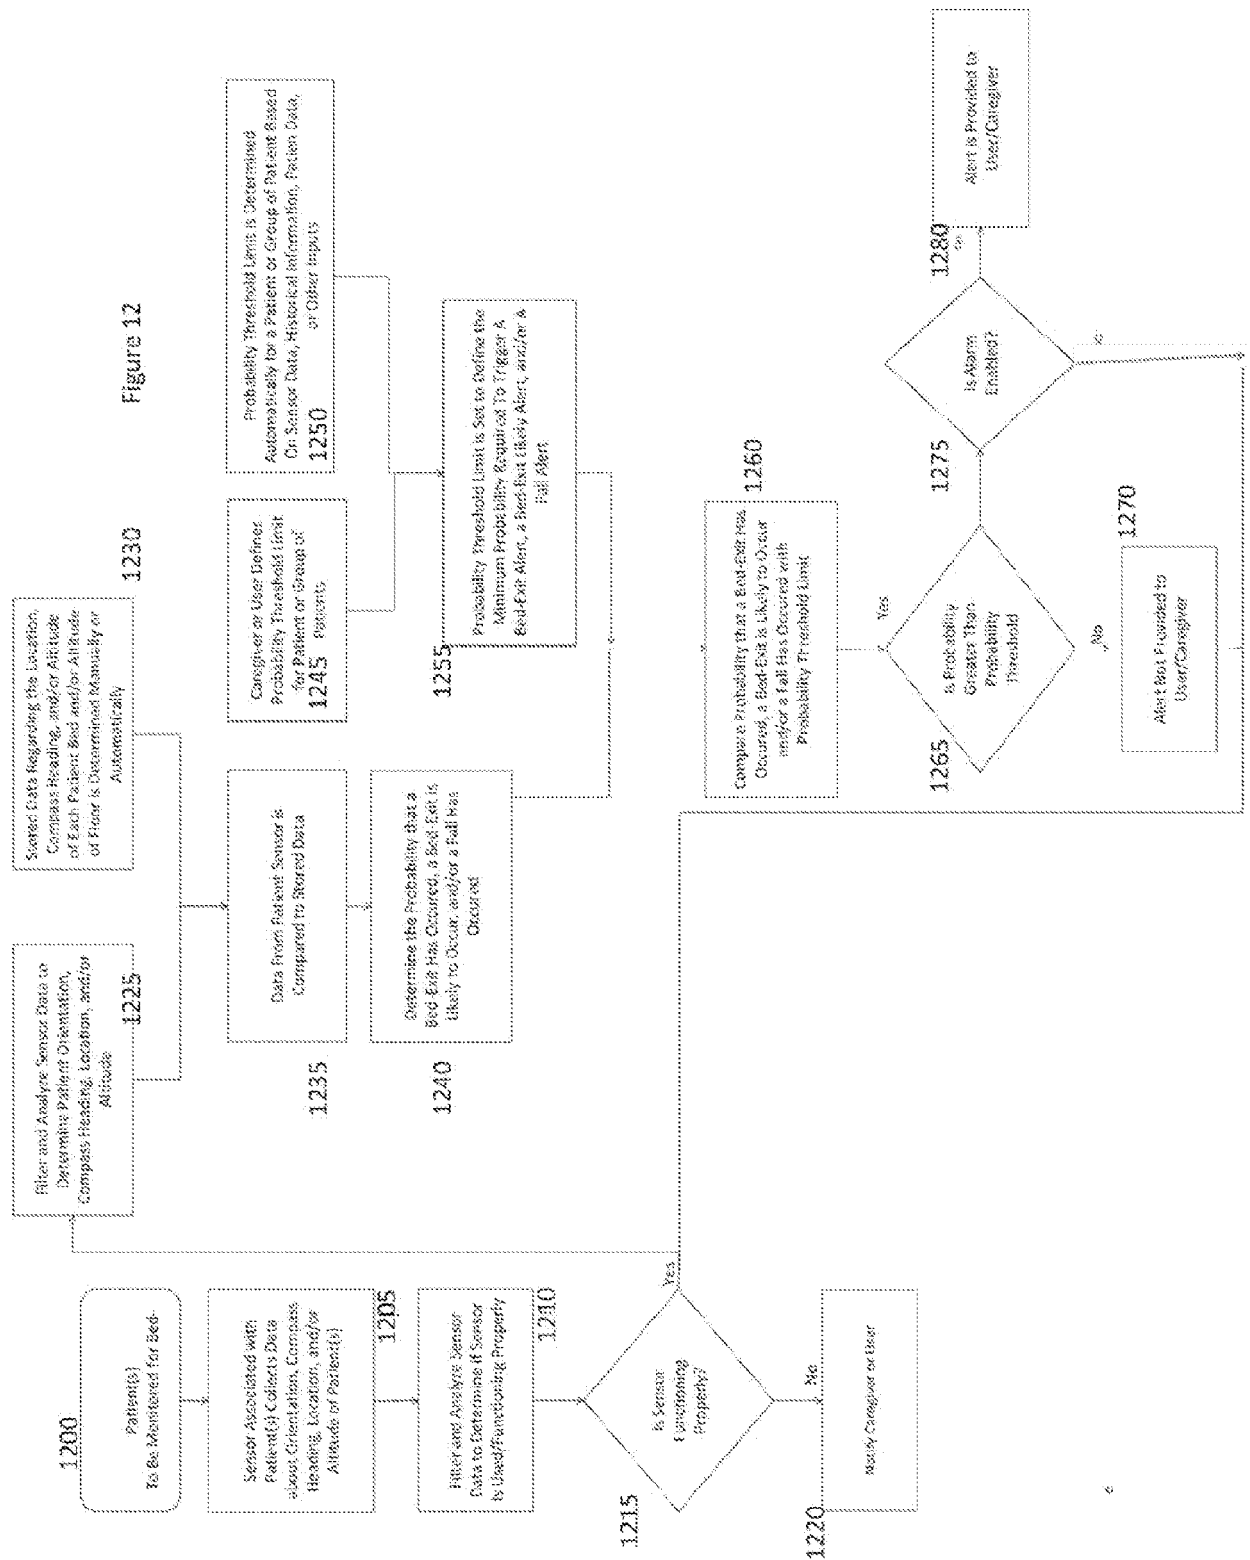 Figure 12
1200
Patient(s)
To Be Monitored for Bed-
Sensor Associated with
Patient(s) Collects Data
about Orientation, Compass
Heading, Location, and/or
Altitude of Patient(s)
1205
Filter and Analyze Sensor
Data to Determine if Sensor
is Used/Functioning Properly
1210
Is Sensor
Functioning
Properly?
1215
Yes
No
Notify Caregiver or User
1220
Filter and Analyze Sensor Data to
Determine Patient Orientation,
Compass Heading, Location, and/or
Altitude
1225
Stored Data Regarding the Location,
Compass Heading, and/or Altitude
of Each Patient Bed and/or Altitude
of Floor is Determined Manually or
Automatically
1230
Data From Patient Sensor is
Compared to Stored Data
1235
Determine the Probability that a
Bed-Exit Has Occured, a Bed-Exit is
Likely to Occur, and/or a Fall Has
Occured
1240
Caregiver or User Defines
Probability Threshold Limit
for Patient or Group of
Patients
1245
Probability Threshold Limit is Determined
Automatically for a Patient or Group of Patient Based
On Sensor Data, Historical Information, Patien Data,
or Other Inputs
1250
Probability Threshold Limit is Set to Define the
Minimum Probability Required To Trigger A
Bed-Exit Alert, a Bed-Exit Likely Alert, and/or A
Fall Alert
1255
Compare Probability that a Bed-Exit Has
Occured, a Bed-Exit is Likely to Occur
and/or a Fall Has Occured with
Probability Threshold Limit
1260
Is Probability
Greater Than
Probability
Threshold
1265
Yes
No
Alert Not Provided to
User/Caregiver
1270
Is Alarm
Enabled?
1275
Alert is Provided to
User/Caregiver
1280